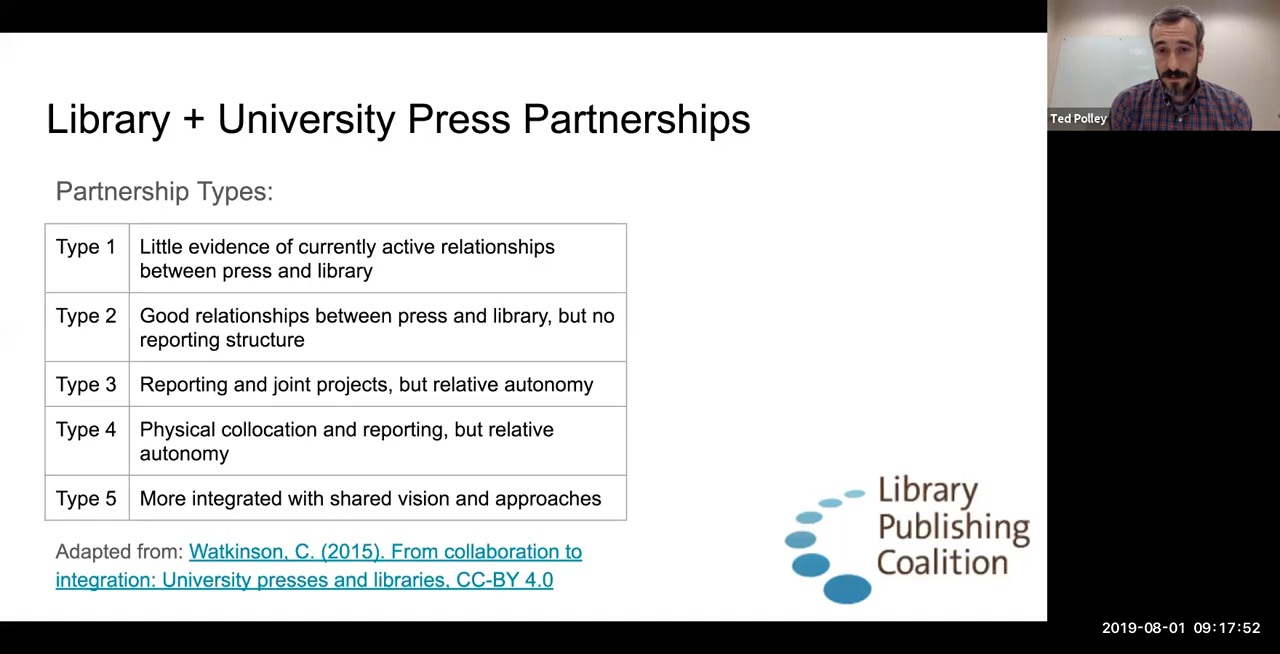 Library + University Press Partnerships
Partnership Types:
Type 1
Little evidence of currently active relationships
between press and library
Type 2
Good relationships between press and library, but no
reporting structure
Type 3
Reporting and joint projects, but relative autonomy
Type 4
Physical collocation and reporting, but relative
autonomy
Type 5
More integrated with shared vision and approaches
Adapted from: Watkinson, C. (2015). From collaboration to
integration: University presses and libraries, CC-BY 4.0
Library
Publishing
Coalition
Ted Polley
2019-08-01 09:17:52